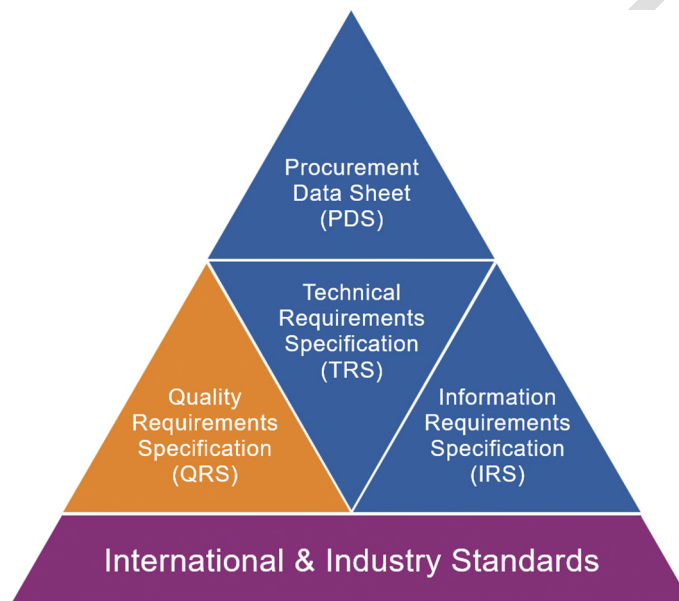 Procurement
Data Sheet
(PDS)
Technical
Requirements
Specification
(TRS)
Quality
Requirements
Specification
(QRS)
Information
Requirements
Specification
(IRS)
International & Industry Standards